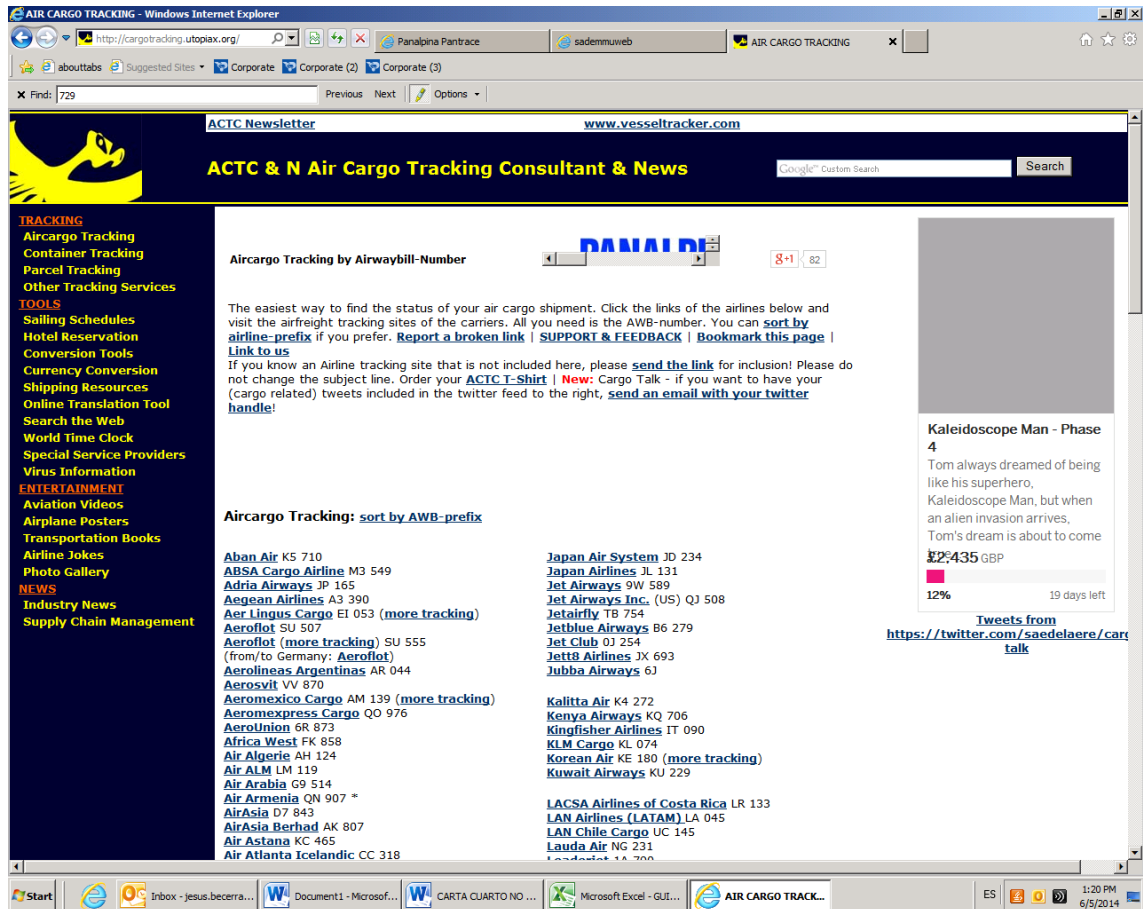 AIR CARGO TRACKING - Windows Internet Explorer
http://cargotracking.utopiax.org/
Panalpina Pantrace
sademmuweb
AIR CARGO TRACKING
abouttabs
Suggested Sites
Corporate
Corporate (2)
Corporate (3)
Find: 729
Previous Next
Options
ACTC Newsletter
www.vesseltracker.com
ACTC & N Air Cargo Tracking Consultant & News
Google™ Custom Search
Search
TRACKING
Aircargo Tracking
Container Tracking
Parcel Tracking
Other Tracking Services
TOOLS
Sailing Schedules
Hotel Reservation
Conversion Tools
Currency Conversion
Shipping Resources
Online Translation Tool
Search the Web
World Time Clock
Special Service Providers
Virus Information
ENTERTAINMENT
Aviation Videos
Airplane Posters
Transportation Books
Airline Jokes
Photo Gallery
NEWS
Industry News
Supply Chain Management
Aircargo Tracking by Airwaybill-Number
g+1 82
The easiest way to find the status of your air cargo shipment. Click the links of the airlines below and
visit the airfreight tracking sites of the carriers. All you need is the AWB-number. You can sort by
airline-prefix if you prefer. Report a broken link | SUPPORT & FEEDBACK | Bookmark this page |
Link to us
If you know an Airline tracking site that is not included here, please send the link for inclusion! Please do
not change the subject line. Order your ACTC T-Shirt | New: Cargo Talk - if you want to have your
(cargo related) tweets included in the twitter feed to the right, send an email with your twitter
handle!
Aircargo Tracking: sort by AWB-prefix
Aban Air K5 710
ABSA Cargo Airline M3 549
Adria Airways JP 165
Aegean Airlines A3 390
Aer Lingus Cargo EI 053 (more tracking)
Aeroflot SU 507
Aeroflot (more tracking) SU 555
(from/to Germany: Aeroflot)
Aerolineas Argentinas AR 044
Aerosvit VV 870
Aeromexico Cargo AM 139 (more tracking)
Aeromexpress Cargo QO 976
AeroUnion 6R 873
Africa West FK 858
Air Algerie AH 124
Air ALM LM 119
Air Arabia G9 514
Air Armenia QN 907 *
AirAsia D7 843
AirAsia Berhad AK 807
Air Astana KC 465
Air Atlanta Icelandic CC 318
Japan Air System JD 234
Japan Airlines JL 131
Jet Airways 9W 589
Jet Airways Inc. (US) QJ 508
Jetairfly TB 754
Jetblue Airways B6 279
Jet Club 0J 254
Jett8 Airlines JX 693
Jubba Airways 6J
Kalitta Air K4 272
Kenya Airways KQ 706
Kingfisher Airlines IT 090
KLM Cargo KL 074
Korean Air KE 180 (more tracking)
Kuwait Airways KU 229
LACSA Airlines of Costa Rica LR 133
LAN Airlines (LATAM) LA 045
LAN Chile Cargo UC 145
Lauda Air NG 231
Kaleidoscope Man - Phase
4
Tom always dreamed of being
like his superhero,
Kaleidoscope Man, but when
an alien invasion arrives,
Tom's dream is about to come
£2,435 GBP
12% 19 days left
Tweets from
https://twitter.com/saedelaere/car
talk
Start
Inbox - jesus.becerra...
Document1 - Microsof...
CARTA CUARTO NO ...
Microsoft Excel - GUI...
AIR CARGO TRACK...
ES
1:20 PM
6/5/2014